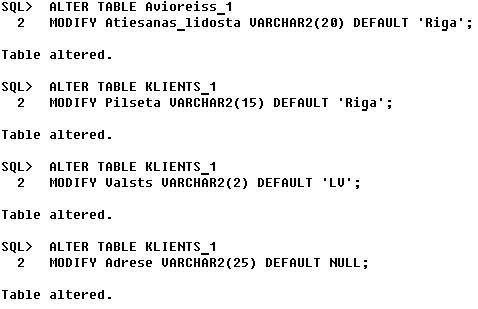 SQL>  ALTER TABLE Avioreiss_1
  2   MODIFY Atiesanas_lidosta VARCHAR2(20) DEFAULT 'Riga';
Table altered.
SQL>  ALTER TABLE KLIENTS_1
  2   MODIFY Pilseta VARCHAR2(15) DEFAULT 'Riga';
Table altered.
SQL>  ALTER TABLE KLIENTS_1
  2   MODIFY Valsts VARCHAR2(2) DEFAULT 'LV';
Table altered.
SQL>  ALTER TABLE KLIENTS_1
  2   MODIFY Adrese VARCHAR2(25) DEFAULT NULL;
Table altered.